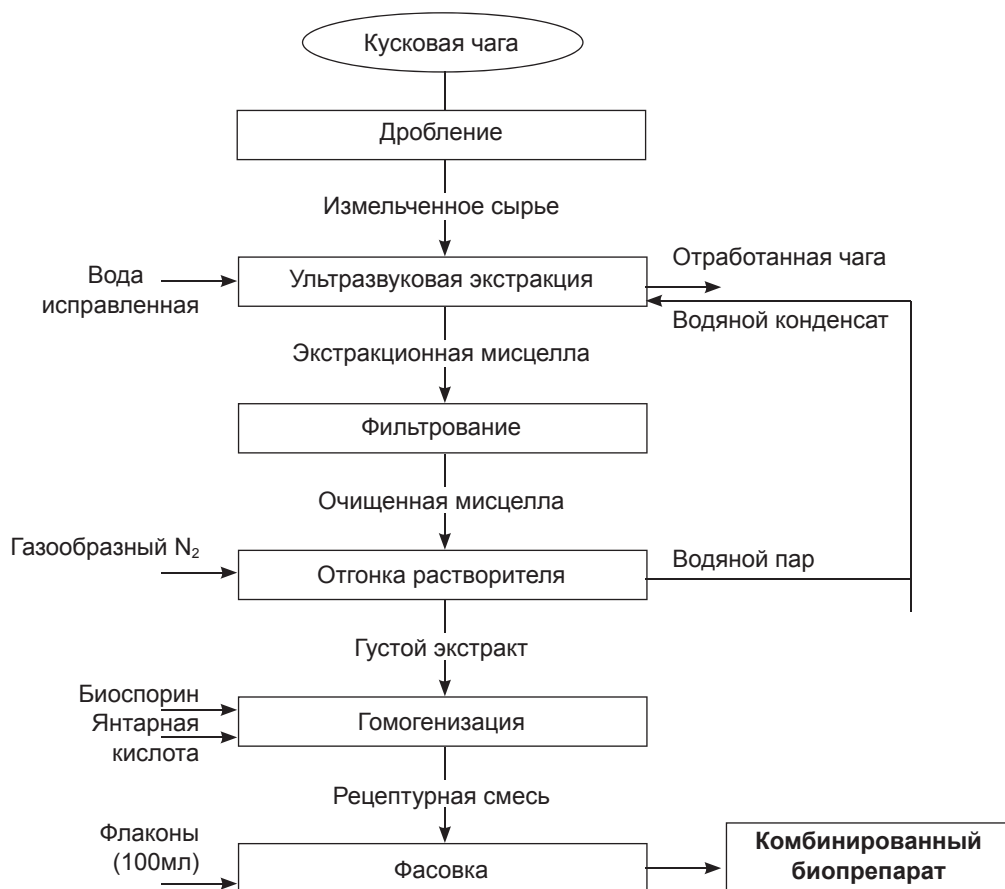 Кусковая чага
Дробление
Измельченное сырье
Вода
исправленная
Ультразвуковая экстракция
Отработанная чага
Водяной конденсат
Экстракционная мисцелла
Фильтрование
Очищенная мисцелла
Газообразный N₂
Отгонка растворителя
Водяной пар
Густой экстракт
Биоспорин
Янтарная
кислота
Гомогенизация
Рецептурная смесь
Флаконы
(100мл)
Фасовка
Комбинированный
биопрепарат